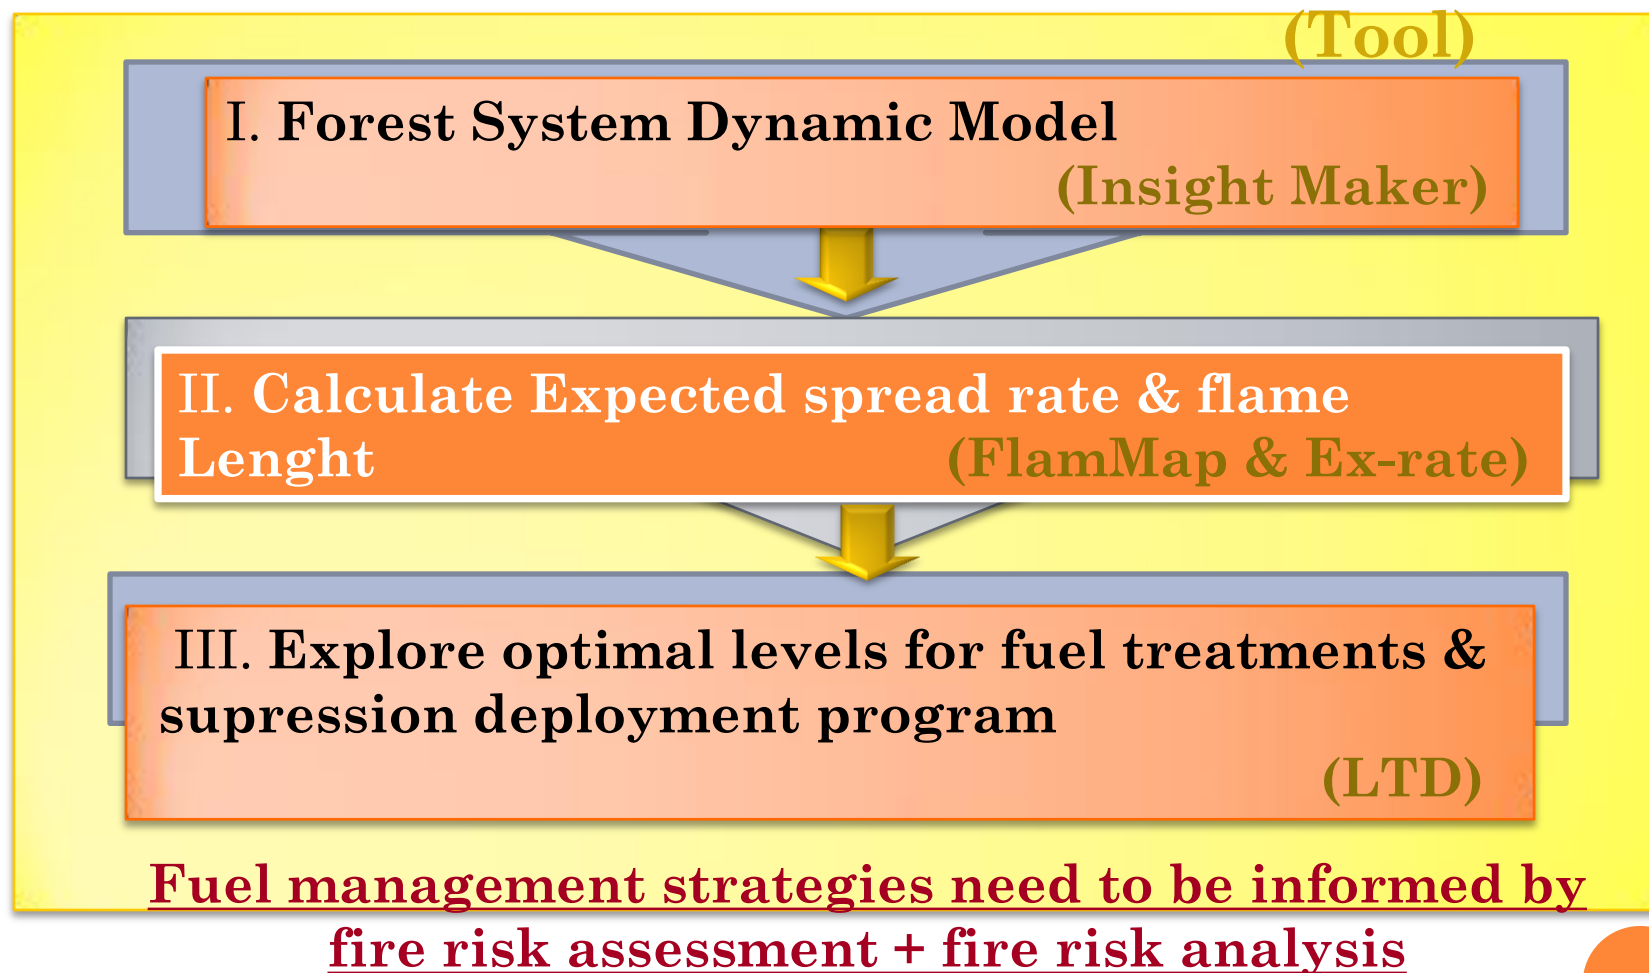 (Tool)
I. Forest System Dynamic Model
(Insight Maker)
II. Calculate Expected spread rate & flame
Lenght (FlamMap & Ex-rate)
III. Explore optimal levels for fuel treatments &
supression deployment program
(LTD)
Fuel management strategies need to be informed by
fire risk assessment + fire risk analysis